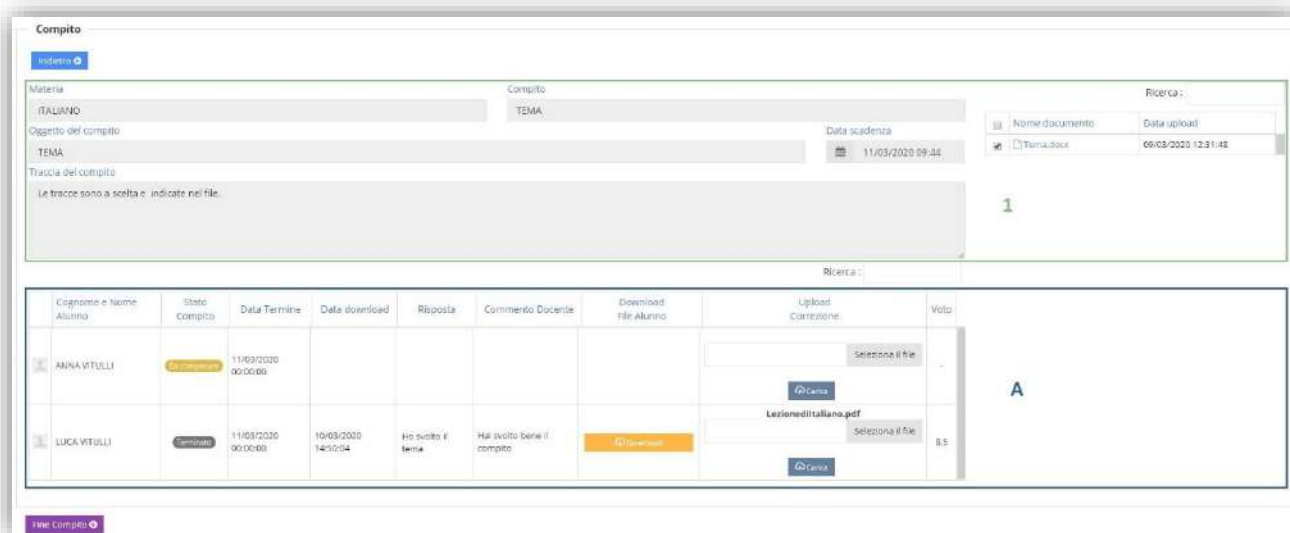 Compito
Indietro
Materia
Compito
Ricerca :
ITALIANO
TEMA
Nome documento
Data upload
Oggetto del compito
Data scadenza
Tema.docx
09/03/2020 12:31:48
TEMA
11/03/2020 09:44
Traccia del compito
Le tracce sono a scelta e indicate nel file.
1
Ricerca :
Cognome e Nome
Alunno
Stato
Compito
Data Termine
Data download
Risposta
Commento Docente
Download
File Alunno
Upload
Correzione
Voto
ANNA VITULLI
11/03/2020
00:00:00
Seleziona il file
-
Carica
A
LUCA VITULLI
Terminato
11/03/2020
00:00:00
10/03/2020
14:50:04
Ho svolto il
tema
Hai svolto bene il
compito
Download
LezionediItaliano.pdf
Seleziona il file
8.5
Carica
Fine Compito